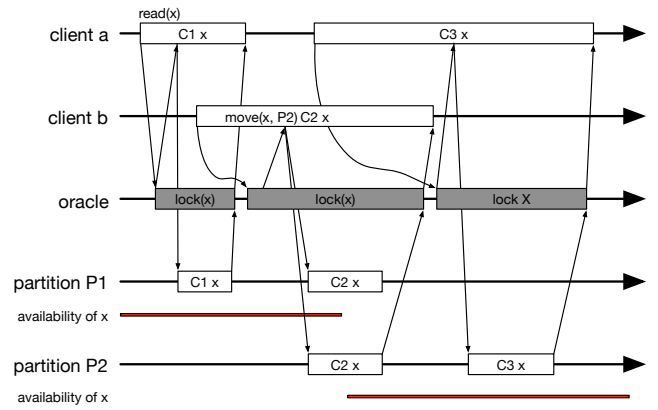 read(x)
client a C1 x C3 x
client b move(x, P2) C2 x
oracle lock(x) lock(x) lock X
partition P1 C1 x C2 x
availability of x
partition P2 C2 x C3 x
availability of x